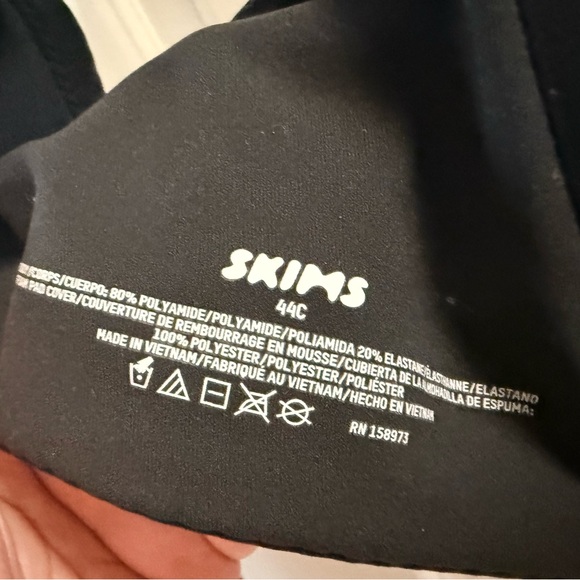 SKIMS
44C
/CORPS/CUERPO: 80% POLYAMIDE/POLYAMIDE/POLIAMIDA 20% ELASTANE/ÉLASTHANNE/ELASTANO
PAD COVER/COUVERTURE DE REMBOURRAGE EN MOUSSE/CUBIERTA DE LA ALMOHADILLA DE ESPUMA:
100% POLYESTER/POLYESTER/POLIÉSTER
MADE IN VIETNAM/FABRIQUÉ AU VIETNAM/HECHO EN VIETNAM
RN 158973